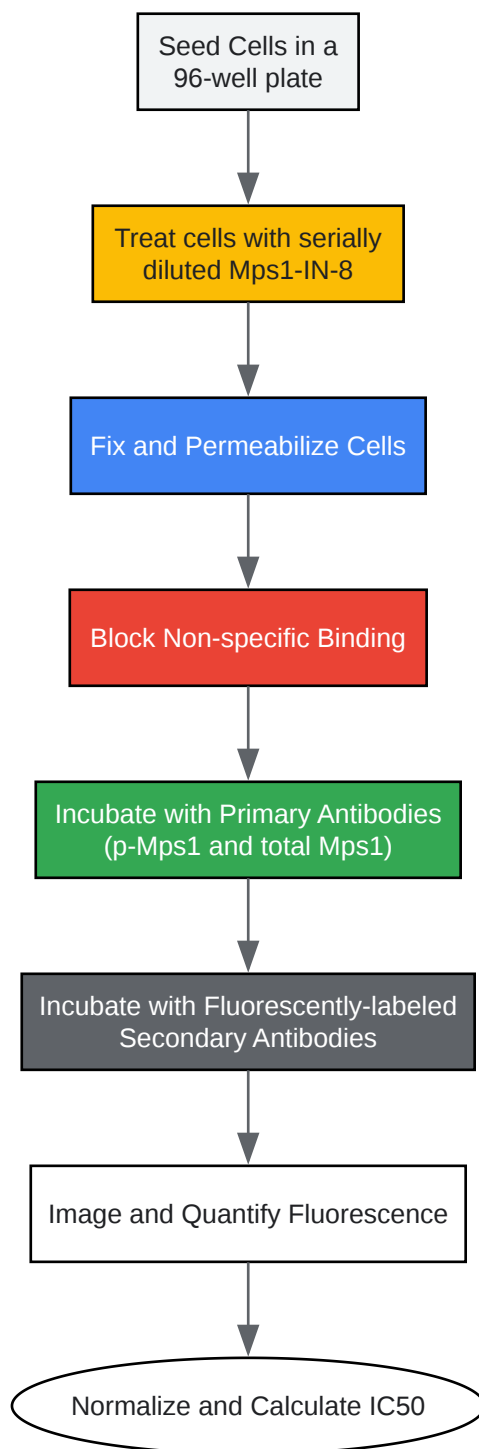 Seed Cells in a
96-well plate
Treat cells with serially
diluted Mps1-IN-8
Fix and Permeabilize Cells
Block Non-specific Binding
Incubate with Primary Antibodies
(p-Mps1 and total Mps1)
Incubate with Fluorescently-labeled
Secondary Antibodies
Image and Quantify Fluorescence
Normalize and Calculate IC50